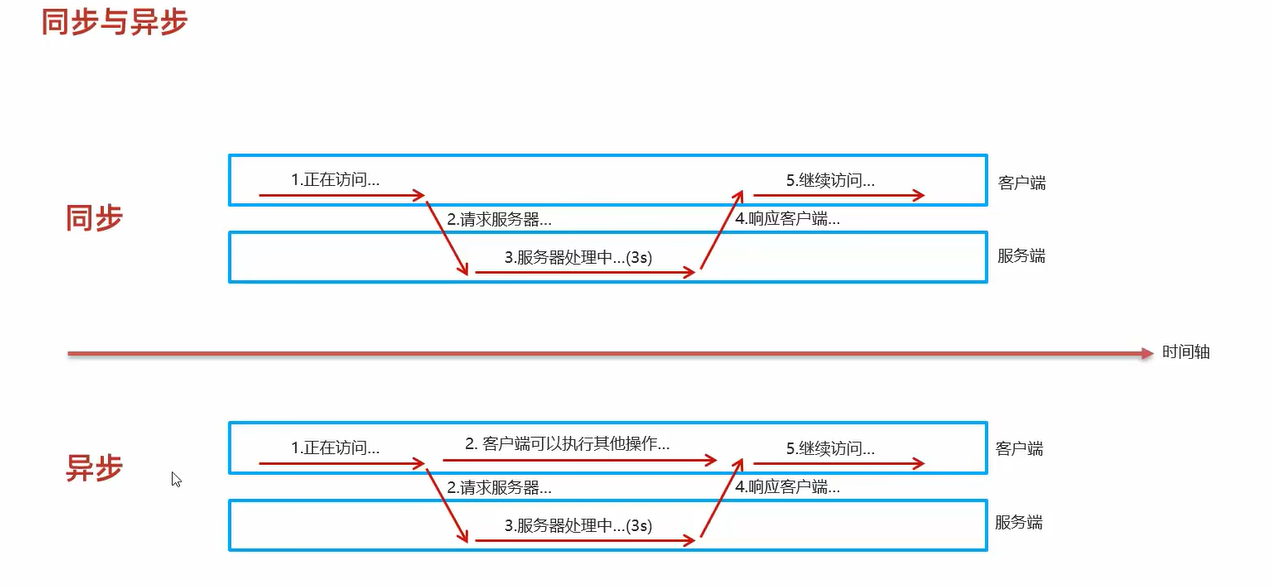 同步与异步
1.正在访问...
5.继续访问...
客户端
同步
2.请求服务器...
4.响应客户端...
3.服务器处理中...(3s)
服务端
时间轴
1.正在访问...
2. 客户端可以执行其他操作...
5.继续访问...
客户端
异步
2.请求服务器...
4.响应客户端...
3.服务器处理中...(3s)
服务端